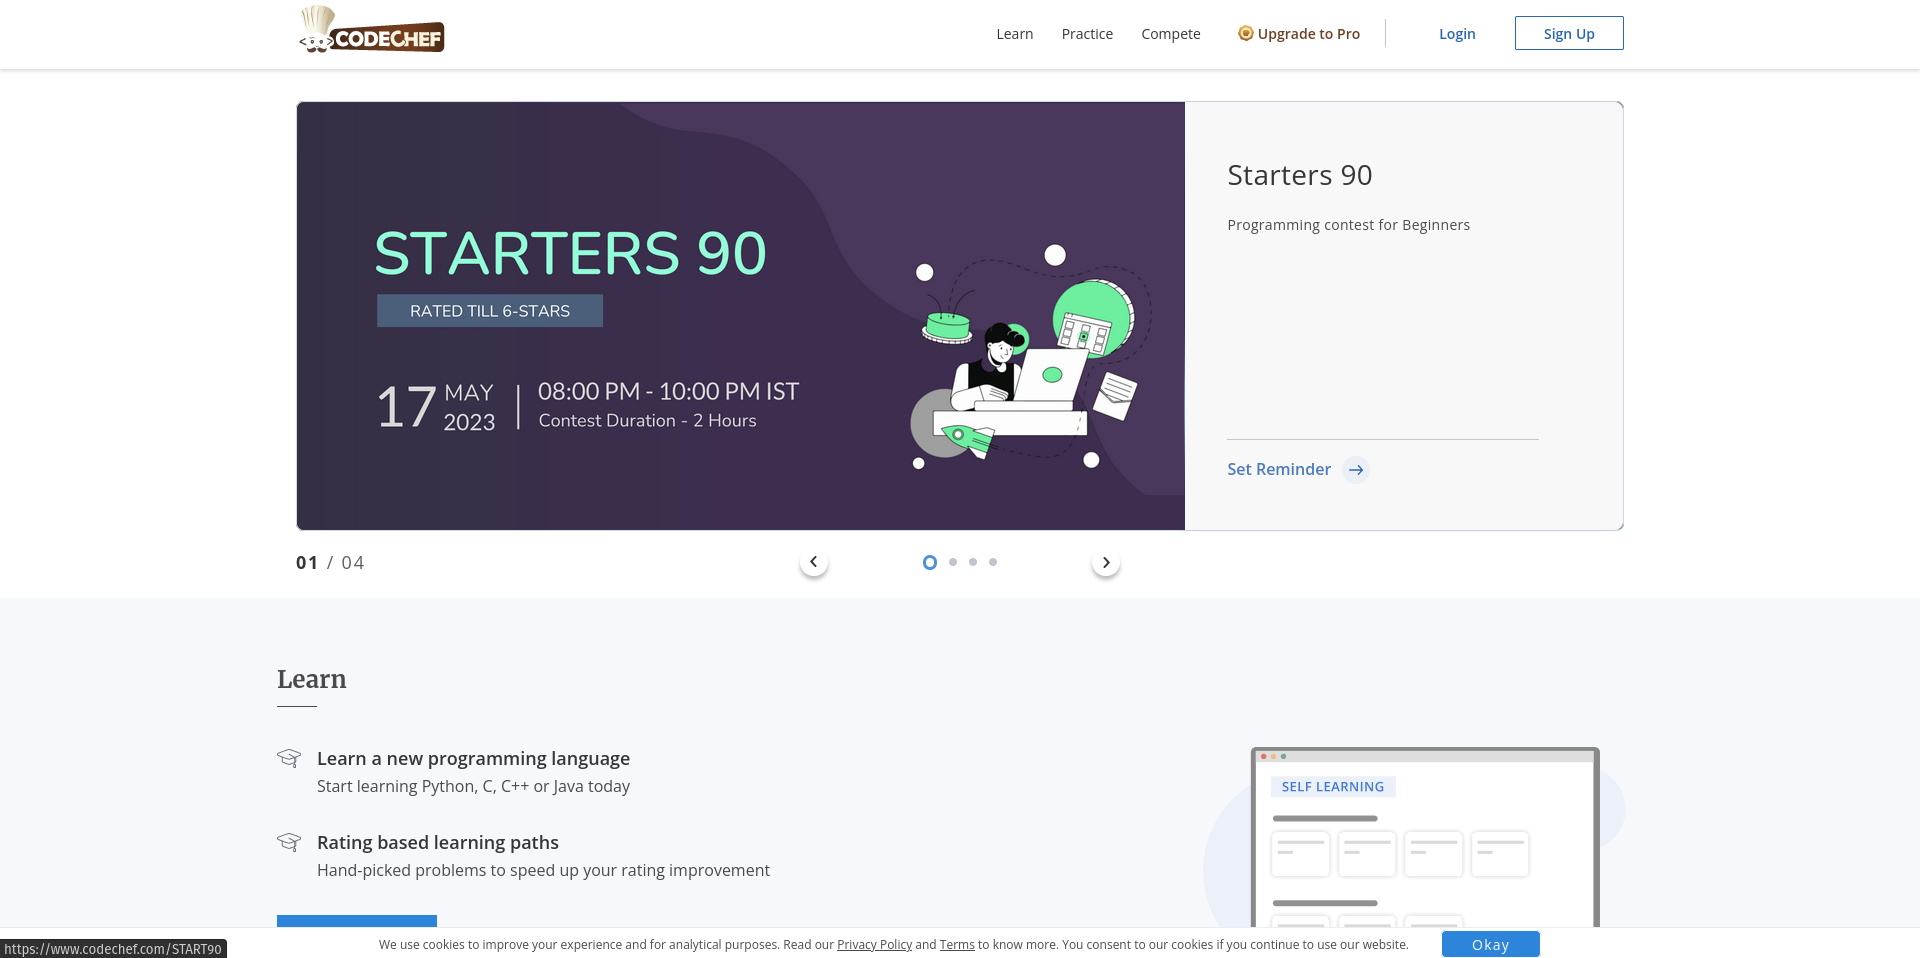 CODECHEF
Learn
Practice
Compete
Upgrade to Pro
Login
Sign Up
STARTERS 90
RATED TILL 6-STARS
17 MAY 2023
08:00 PM - 10:00 PM IST
Contest Duration - 2 Hours
Starters 90
Programming contest for Beginners
Set Reminder
01 / 04
Learn
Learn a new programming language
Start learning Python, C, C++ or Java today
Rating based learning paths
Hand-picked problems to speed up your rating improvement
SELF LEARNING
We use cookies to improve your experience and for analytical purposes. Read our Privacy Policy and Terms to know more. You consent to our cookies if you continue to use our website.
Okay
https://www.codechef.com/START90